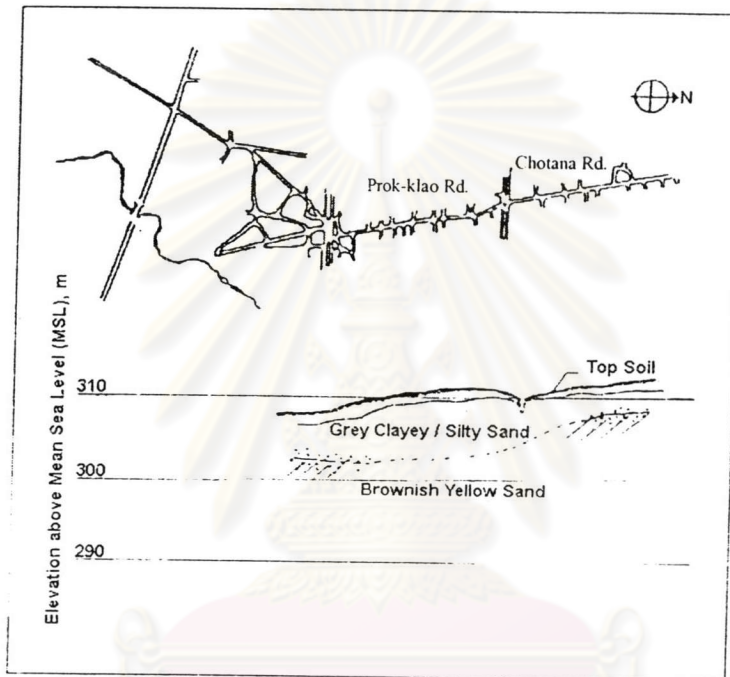 N
Chotana Rd.
Prok-klao Rd.
Elevation above Mean Sea Level (MSL), m
310
Top Soil
Grey Clayey / Silty Sand
300
Brownish Yellow Sand
290